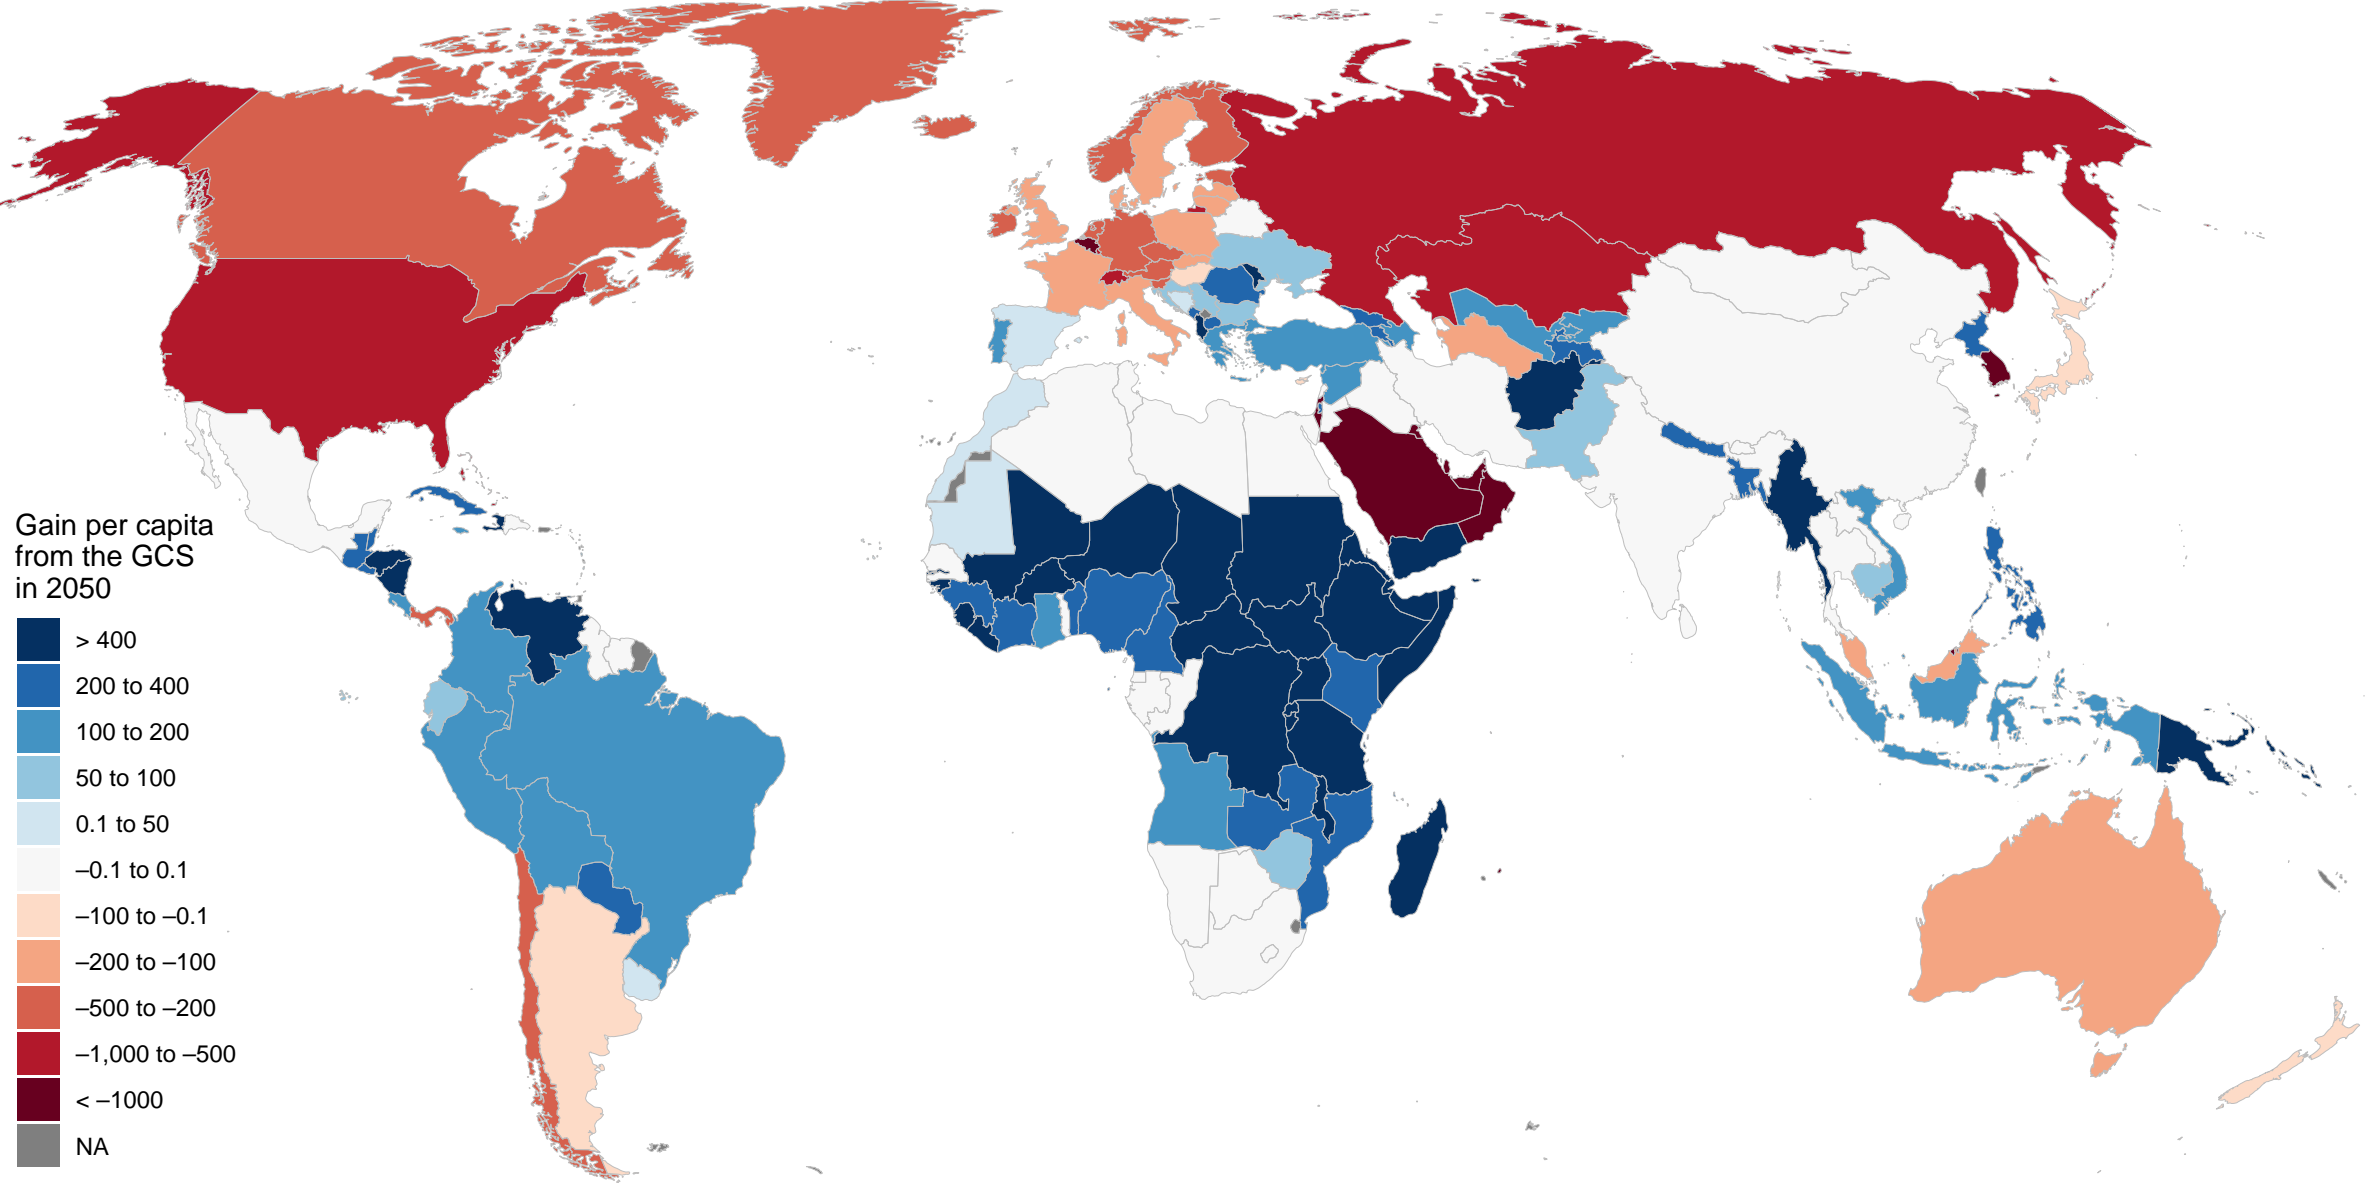 Gain per capita
from the GCS
in 2050
> 400
200 to 400
100 to 200
50 to 100
0.1 to 50
–0.1 to 0.1
–100 to –0.1
–200 to –100
–500 to –200
–1,000 to –500
< –1000
NA